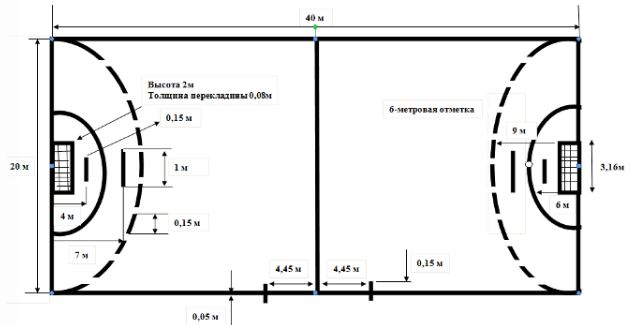 40 м
Высота 2м
Толщина перекладины 0,08м
0,15 м
6-метровая отметка
9 м
20 м
1 м
3,16м
4 м
6 м
0,15 м
7 м
4,45 м
4,45 м
0,15 м
0,05 м